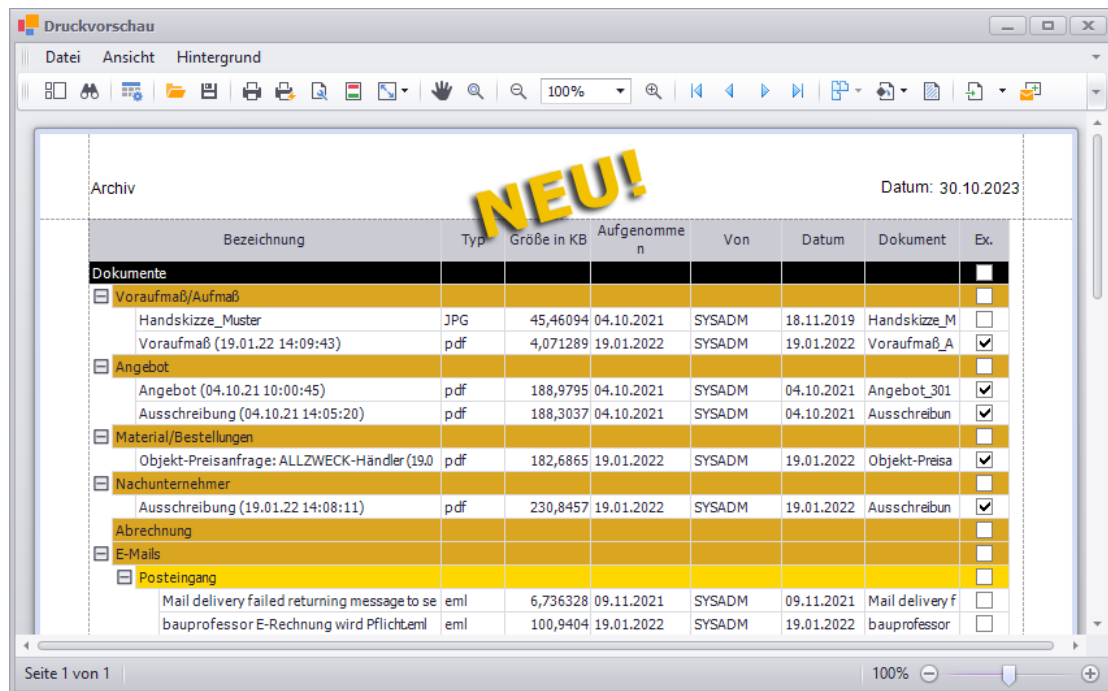 Druckvorschau
Datei Ansicht Hintergrund
100%
NEU!
Archiv Datum: 30.10.2023
Bezeichnung Typ Größe in KB Aufgenomme
n Von Datum Dokument Ex.
Dokumente
Voraufmaß/Aufmaß
Handskizze_Muster JPG 45,46094 04.10.2021 SYSADM 18.11.2019 Handskizze_M
Voraufmaß (19.01.22 14:09:43) pdf 4,071289 19.01.2022 SYSADM 19.01.2022 Voraufmaß_A
Angebot
Angebot (04.10.21 10:00:45) pdf 188,9795 04.10.2021 SYSADM 04.10.2021 Angebot_301
Ausschreibung (04.10.21 14:05:20) pdf 188,3037 04.10.2021 SYSADM 04.10.2021 Ausschreibun
Material/Bestellungen
Objekt-Preisanfrage: ALLZWECK-Händler (19.0 pdf 182,6865 19.01.2022 SYSADM 19.01.2022 Objekt-Preisa
Nachunternehmer
Ausschreibung (19.01.22 14:08:11) pdf 230,8457 19.01.2022 SYSADM 19.01.2022 Ausschreibun
Abrechnung
E-Mails
Posteingang
Mail delivery failed returning message to se eml 6,736328 09.11.2021 SYSADM 09.11.2021 Mail delivery f
bauprofessor E-Rechnung wird Pflicht.eml eml 100,9404 19.01.2022 SYSADM 19.01.2022 bauprofessor
Seite 1 von 1 100%